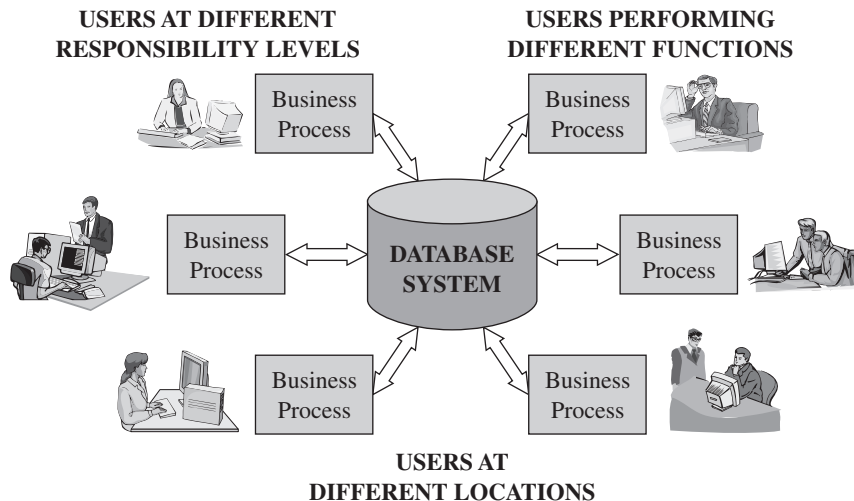 USERS AT DIFFERENT
RESPONSIBILITY LEVELS
USERS PERFORMING
DIFFERENT FUNCTIONS
Business
Process
Business
Process
Business
Process
DATABASE
SYSTEM
Business
Process
Business
Process
Business
Process
USERS AT
DIFFERENT LOCATIONS